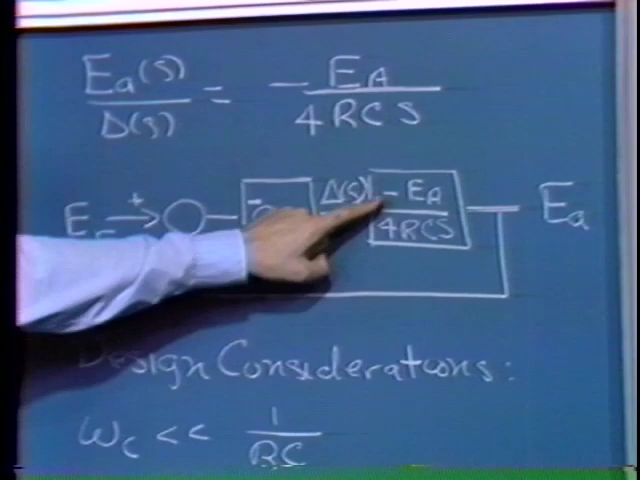 Ea(s) = - EA
Δ(s) 4RCS
E + - Δ(s) - EA Ea
4RCS
Design Considerations:
ωc << 1
RC